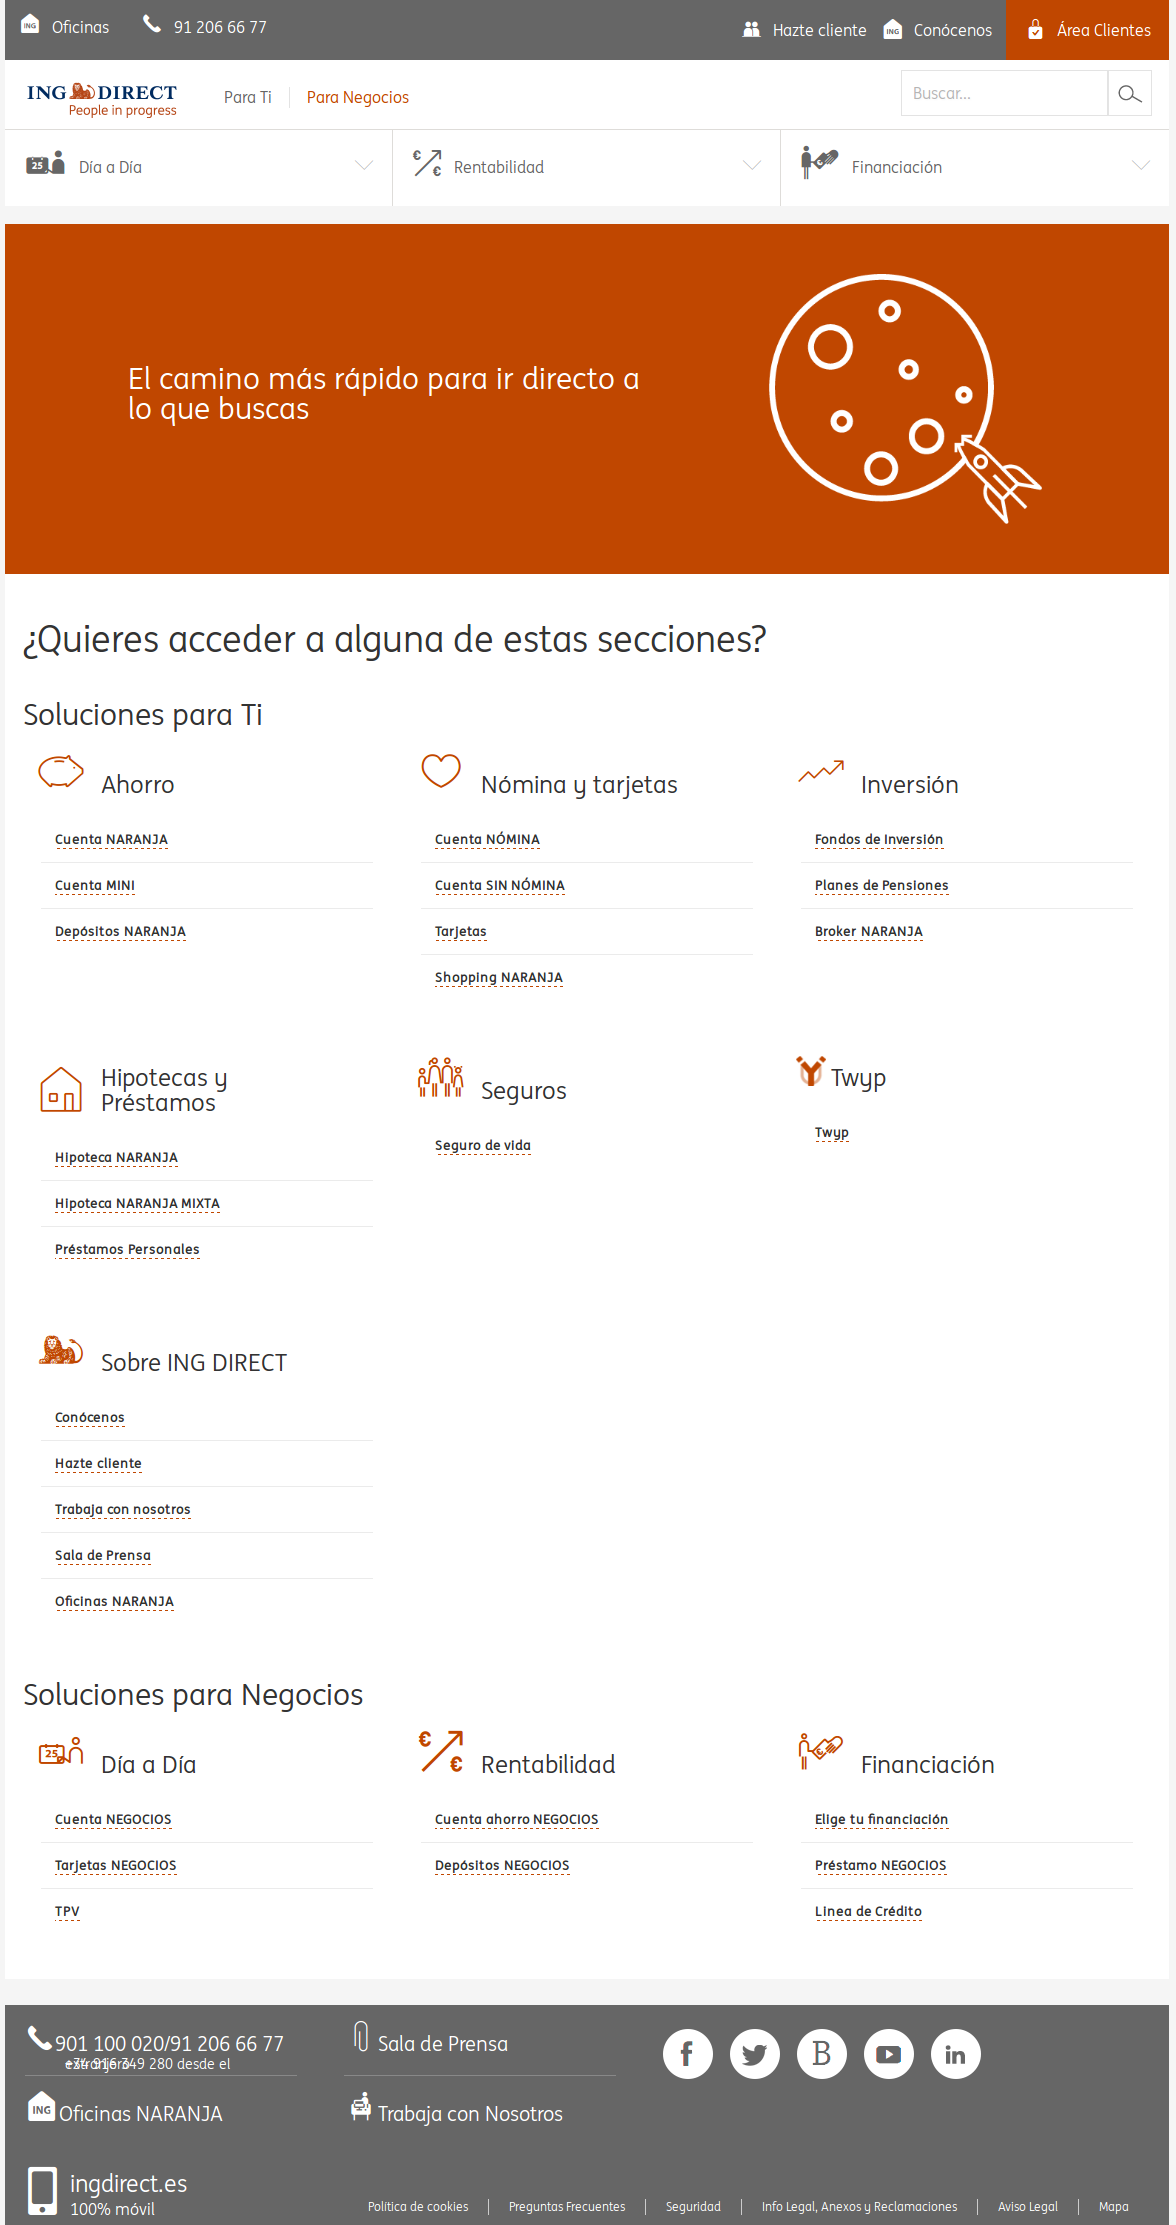 Oficinas
91 206 66 77
Hazte cliente
Conócenos
Área Clientes
ING DIRECT
People in progress
Para Ti
Para Negocios
Buscar...
Día a Día
Rentabilidad
Financiación
El camino más rápido para ir directo a
lo que buscas
¿Quieres acceder a alguna de estas secciones?
Soluciones para Ti
Ahorro
Cuenta NARANJA
Cuenta MINI
Depósitos NARANJA
Nómina y tarjetas
Cuenta NÓMINA
Cuenta SIN NÓMINA
Tarjetas
Shopping NARANJA
Inversión
Fondos de Inversión
Planes de Pensiones
Broker NARANJA
Hipotecas y
Préstamos
Hipoteca NARANJA
Hipoteca NARANJA MIXTA
Préstamos Personales
Seguros
Seguro de vida
Twyp
Twyp
Sobre ING DIRECT
Conócenos
Hazte cliente
Trabaja con nosotros
Sala de Prensa
Oficinas NARANJA
Soluciones para Negocios
25
Día a Día
Cuenta NEGOCIOS
Tarjetas NEGOCIOS
TPV
Rentabilidad
Cuenta ahorro NEGOCIOS
Depósitos NEGOCIOS
Financiación
Elige tu financiación
Préstamo NEGOCIOS
Linea de Crédito
901 100 020/91 206 66 77
+34 916 349 280 desde el
extranjero
Sala de Prensa
ING
Oficinas NARANJA
Trabaja con Nosotros
ingdirect.es
100% móvil
Política de cookies
Preguntas Frecuentes
Seguridad
Info Legal, Anexos y Reclamaciones
Aviso Legal
Mapa